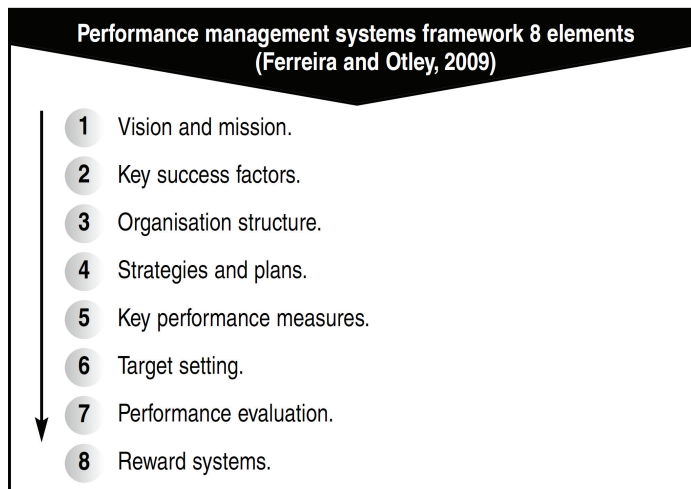 Performance management systems framework 8 elements
(Ferreira and Otley, 2009)
1 Vision and mission.
2 Key success factors.
3 Organisation structure.
4 Strategies and plans.
5 Key performance measures.
6 Target setting.
7 Performance evaluation.
8 Reward systems.